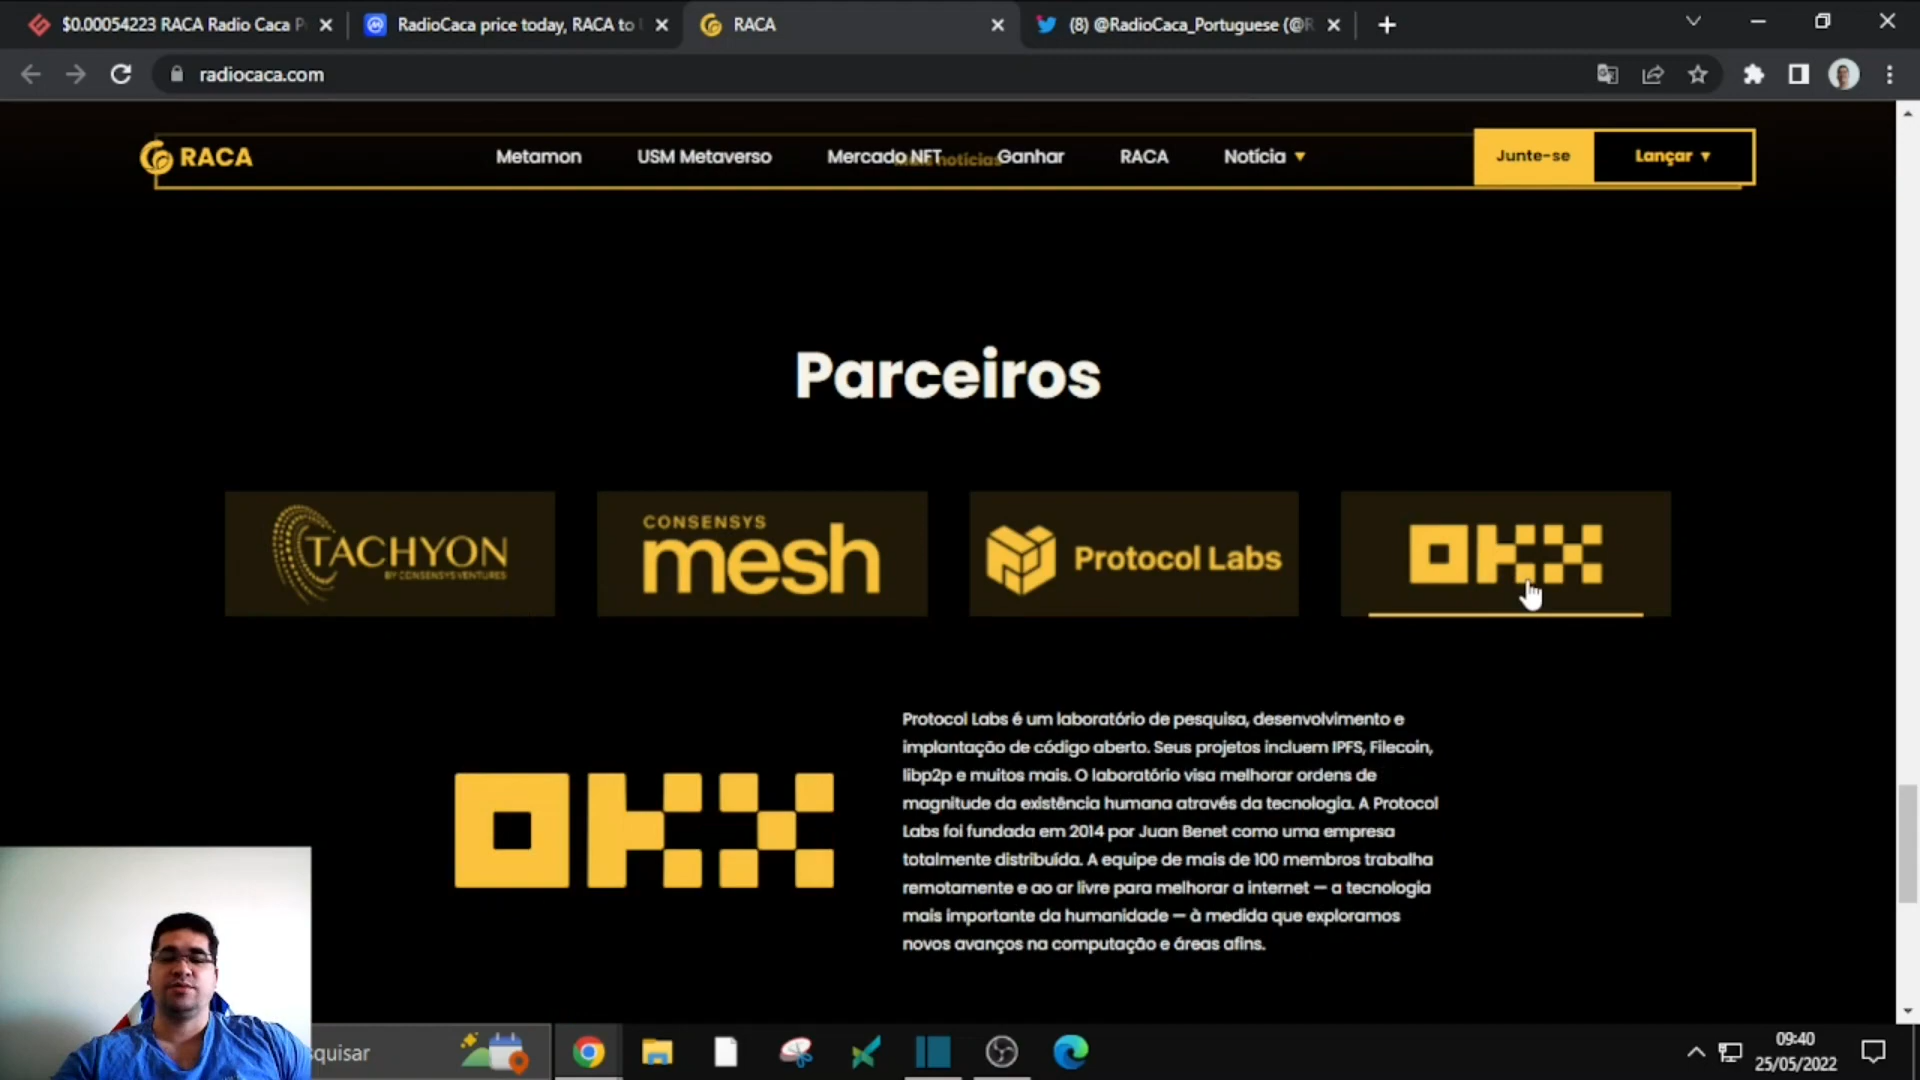 $0.00054223 RACA Radio Caca P
RadioCaca price today, RACA to
RACA
(8) @RadioCaca_Portuguese (@R
radiocaca.com
RACA
Metamon
USM Metaverso
Mercado NFT
Mais notícias
Ganhar
RACA
Notícia ▼
Junte-se
Lançar ▼
Parceiros
TACHYON
BY CONSENSYS VENTURES
CONSENSYS
mesh
Protocol Labs
OKX
OKX
Protocol Labs é um laboratório de pesquisa, desenvolvimento e
implantação de código aberto. Seus projetos incluem IPFS, Filecoin,
libp2p e muitos mais. O laboratório visa melhorar ordens de
magnitude da existência humana através da tecnologia. A Protocol
Labs foi fundada em 2014 por Juan Benet como uma empresa
totalmente distribuída. A equipe de mais de 100 membros trabalha
remotamente e ao ar livre para melhorar a internet — a tecnologia
mais importante da humanidade — à medida que exploramos
novos avanços na computação e áreas afins.
squisar
09:40
25/05/2022